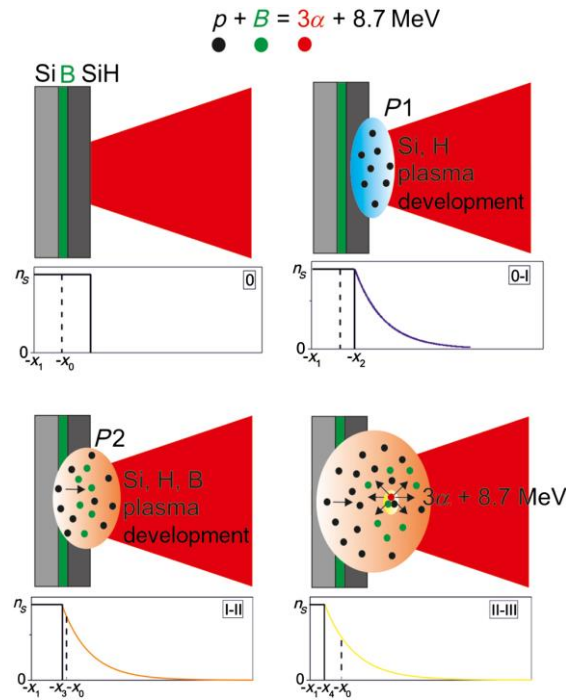 p + B = 3α + 8.7 MeV
Si B SiH
n_s
0
0
-x_1 -x_0
P1
Si, H
plasma
development
n_s
0-I
0
-x_1 -x_2
P2
Si, H, B
plasma
development
n_s
I-II
0
-x_1 -x_3 -x_0
3α + 8.7 MeV
n_s
II-III
0
-x_1 -x_4 -x_0